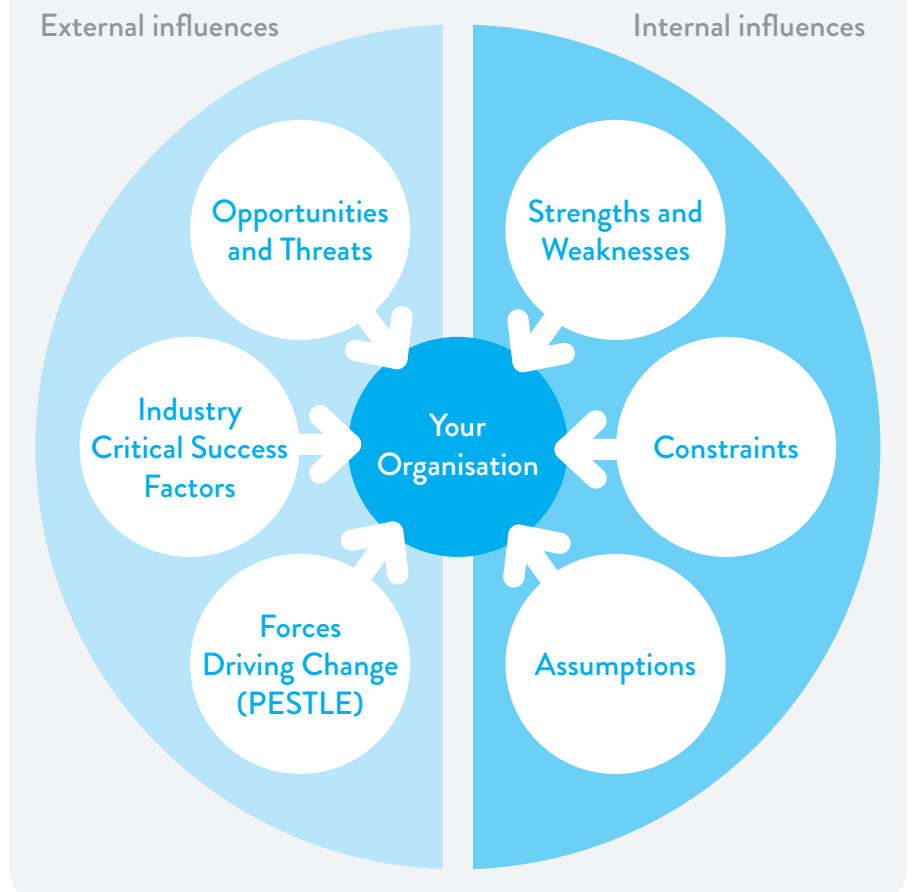 External influences
Internal influences
Opportunities
and Threats
Strengths and
Weaknesses
Industry
Critical Success
Factors
Your
Organisation
Constraints
Forces
Driving Change
(PESTLE)
Assumptions